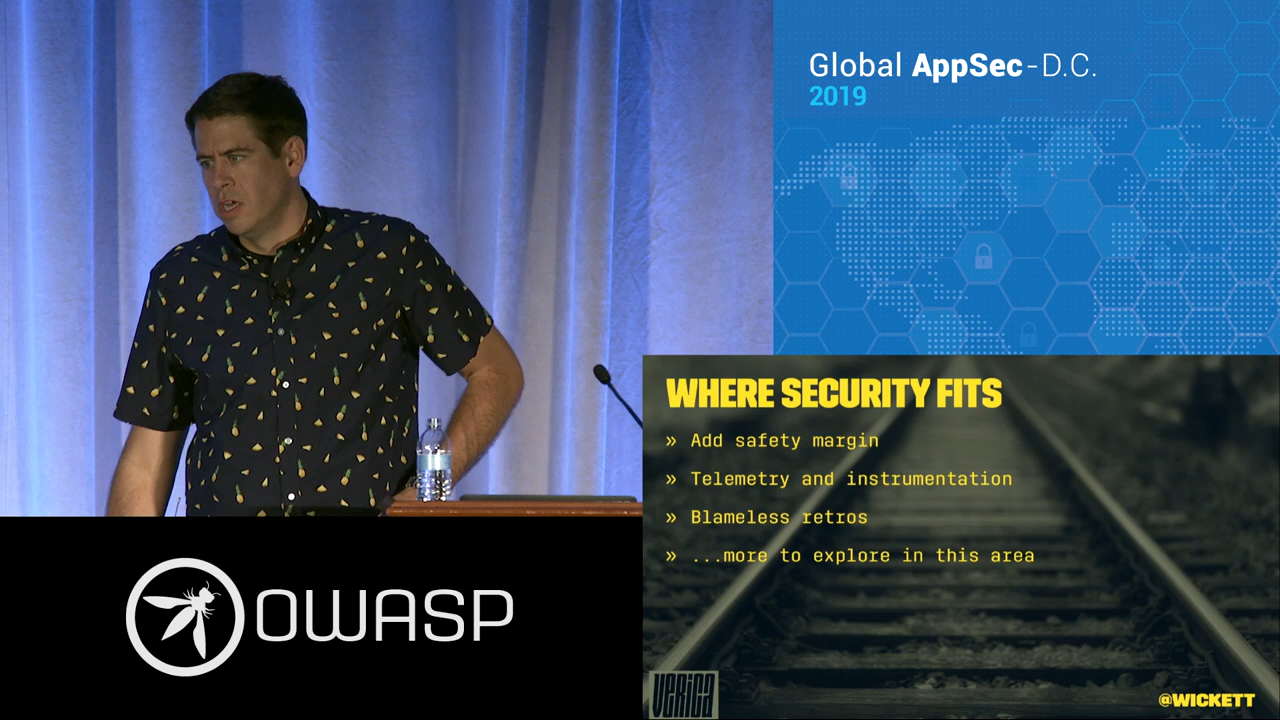 Global AppSec - D.C.
2019
WHERE SECURITY FITS
» Add safety margin
» Telemetry and instrumentation
» Blameless retros
» ...more to explore in this area
VERICA
@WICKETT
OWASP